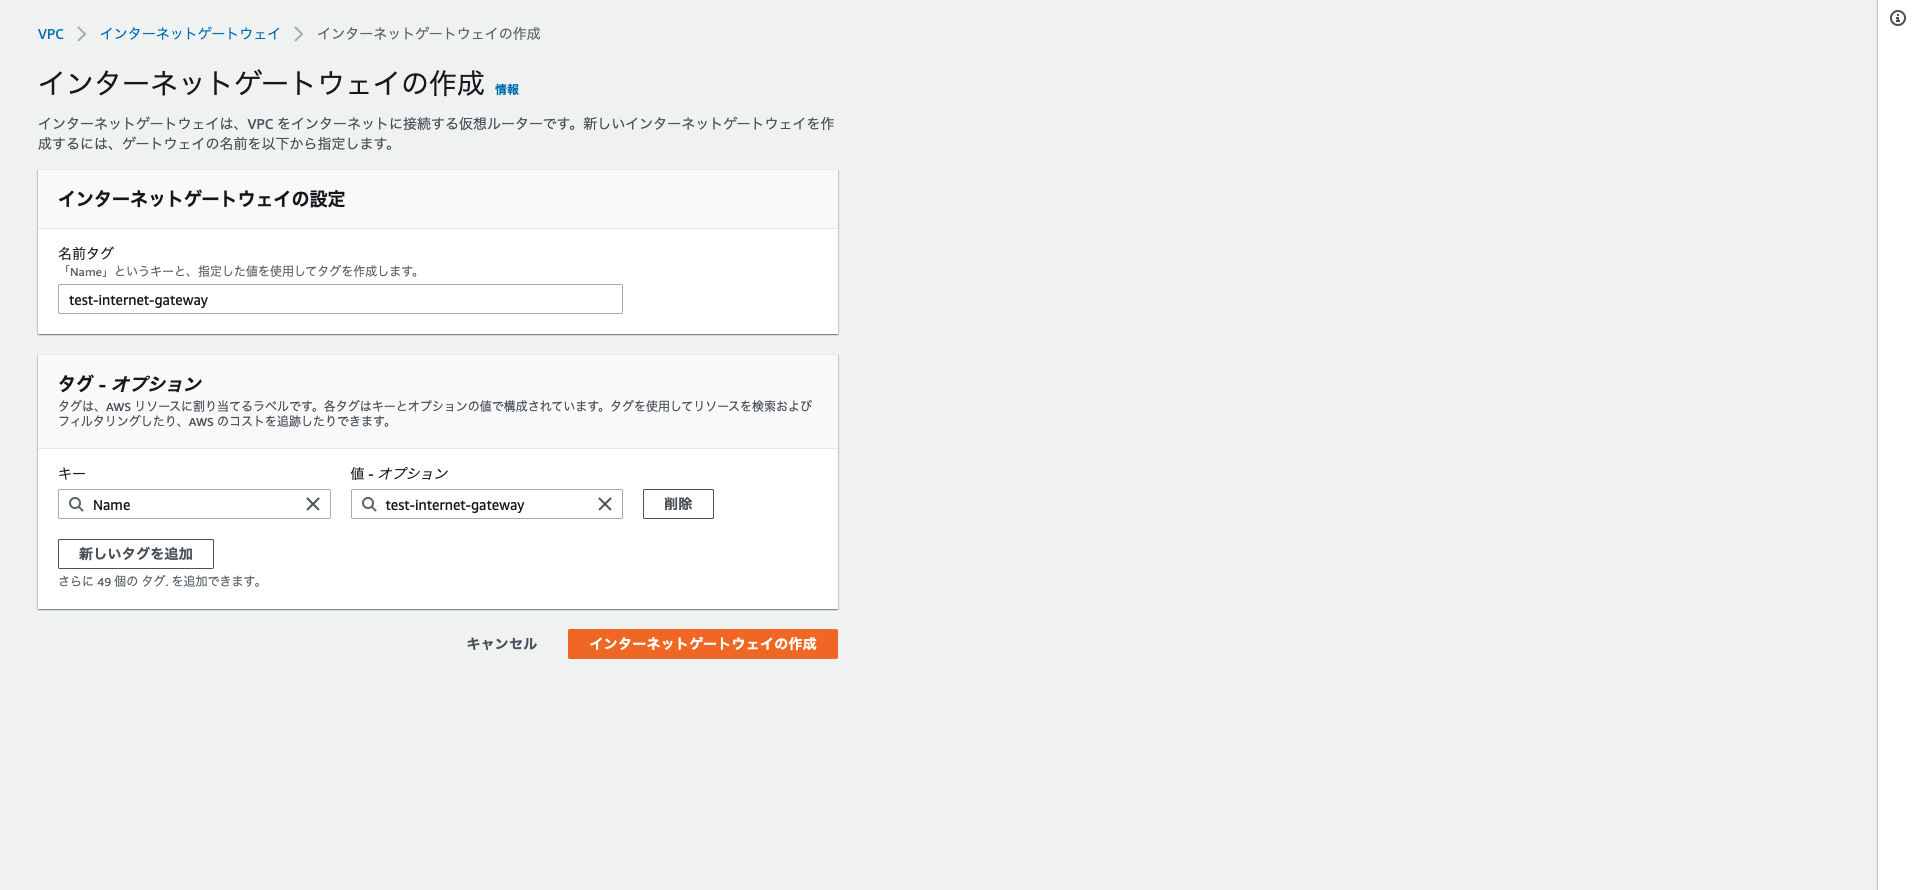 VPC > インターネットゲートウェイ > インターネットゲートウェイの作成
インターネットゲートウェイの作成 情報
インターネットゲートウェイは、VPC をインターネットに接続する仮想ルーターです。新しいインターネットゲートウェイを作
成するには、ゲートウェイの名前を以下から指定します。
インターネットゲートウェイの設定
名前タグ
「Name」というキーと、指定した値を使用してタグを作成します。
test-internet-gateway
タグ - オプション
タグは、AWS リソースに割り当てるラベルです。各タグはキーとオプションの値で構成されています。タグを使用してリソースを検索および
フィルタリングしたり、AWS のコストを追跡したりできます。
キー 値 - オプション
Name test-internet-gateway 削除
新しいタグを追加
さらに 49 個の タグ. を追加できます。
キャンセル インターネットゲートウェイの作成